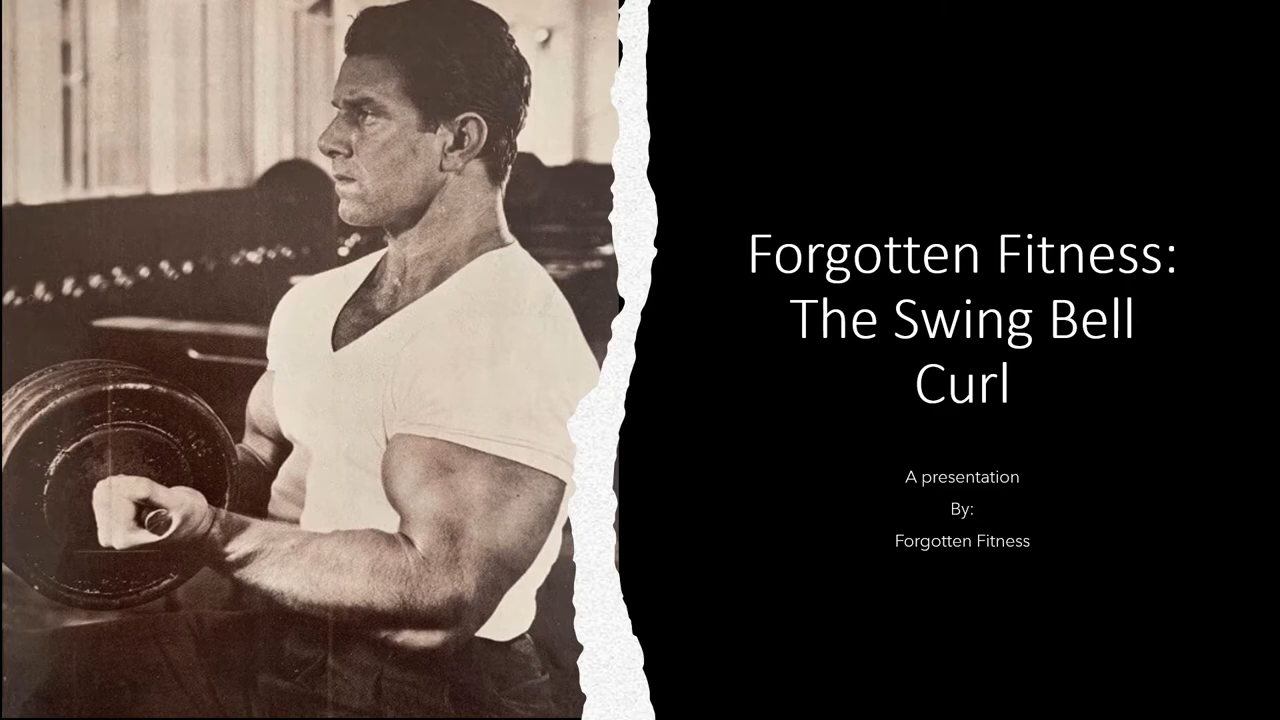 Forgotten Fitness:
The Swing Bell
Curl
A presentation
By:
Forgotten Fitness